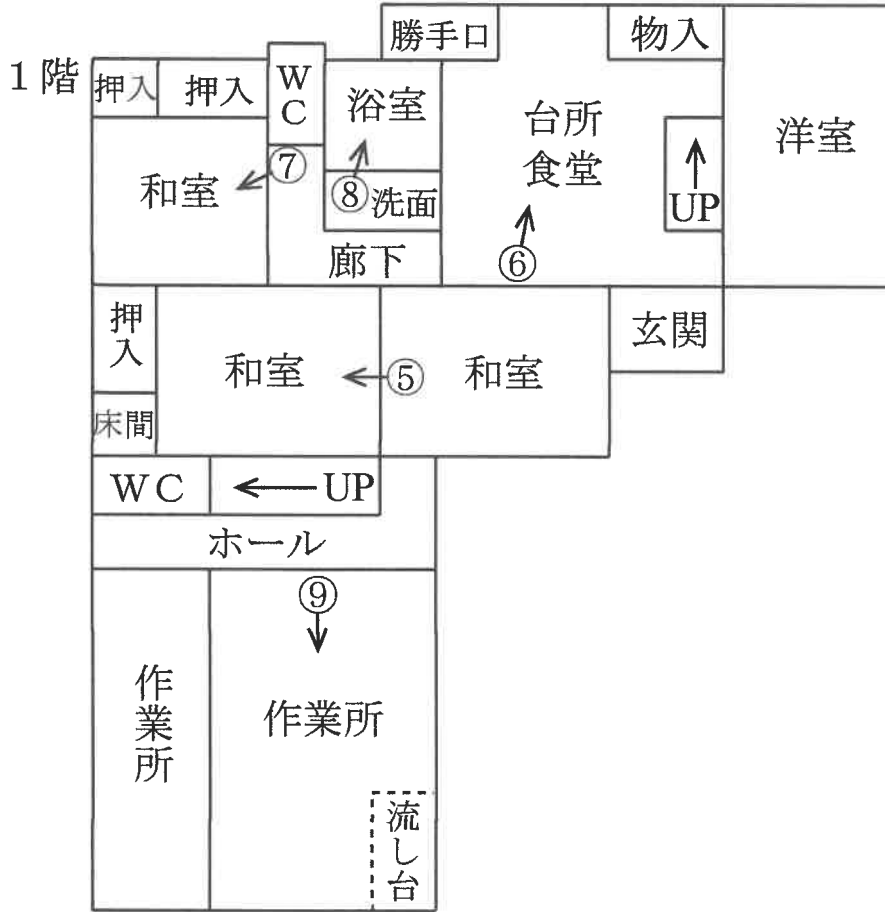 1階
勝手口
物入
押入
押入
WC
浴室
台所
食堂
洋室
和室
⑦
⑧
洗面
UP
廊下
⑥
押入
和室
⑤
和室
玄関
床間
WC
UP
ホール
⑨
作業所
作業所
流し台